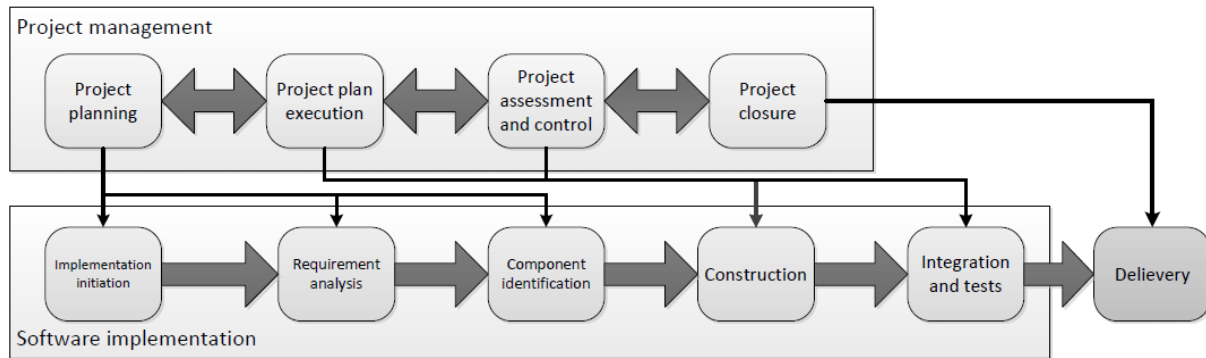 Project management
Project
planning
Project plan
execution
Project
assessment
and control
Project
closure
Implementation
initiation
Requirement
analysis
Component
identification
Construction
Integration
and tests
Delievery
Software implementation